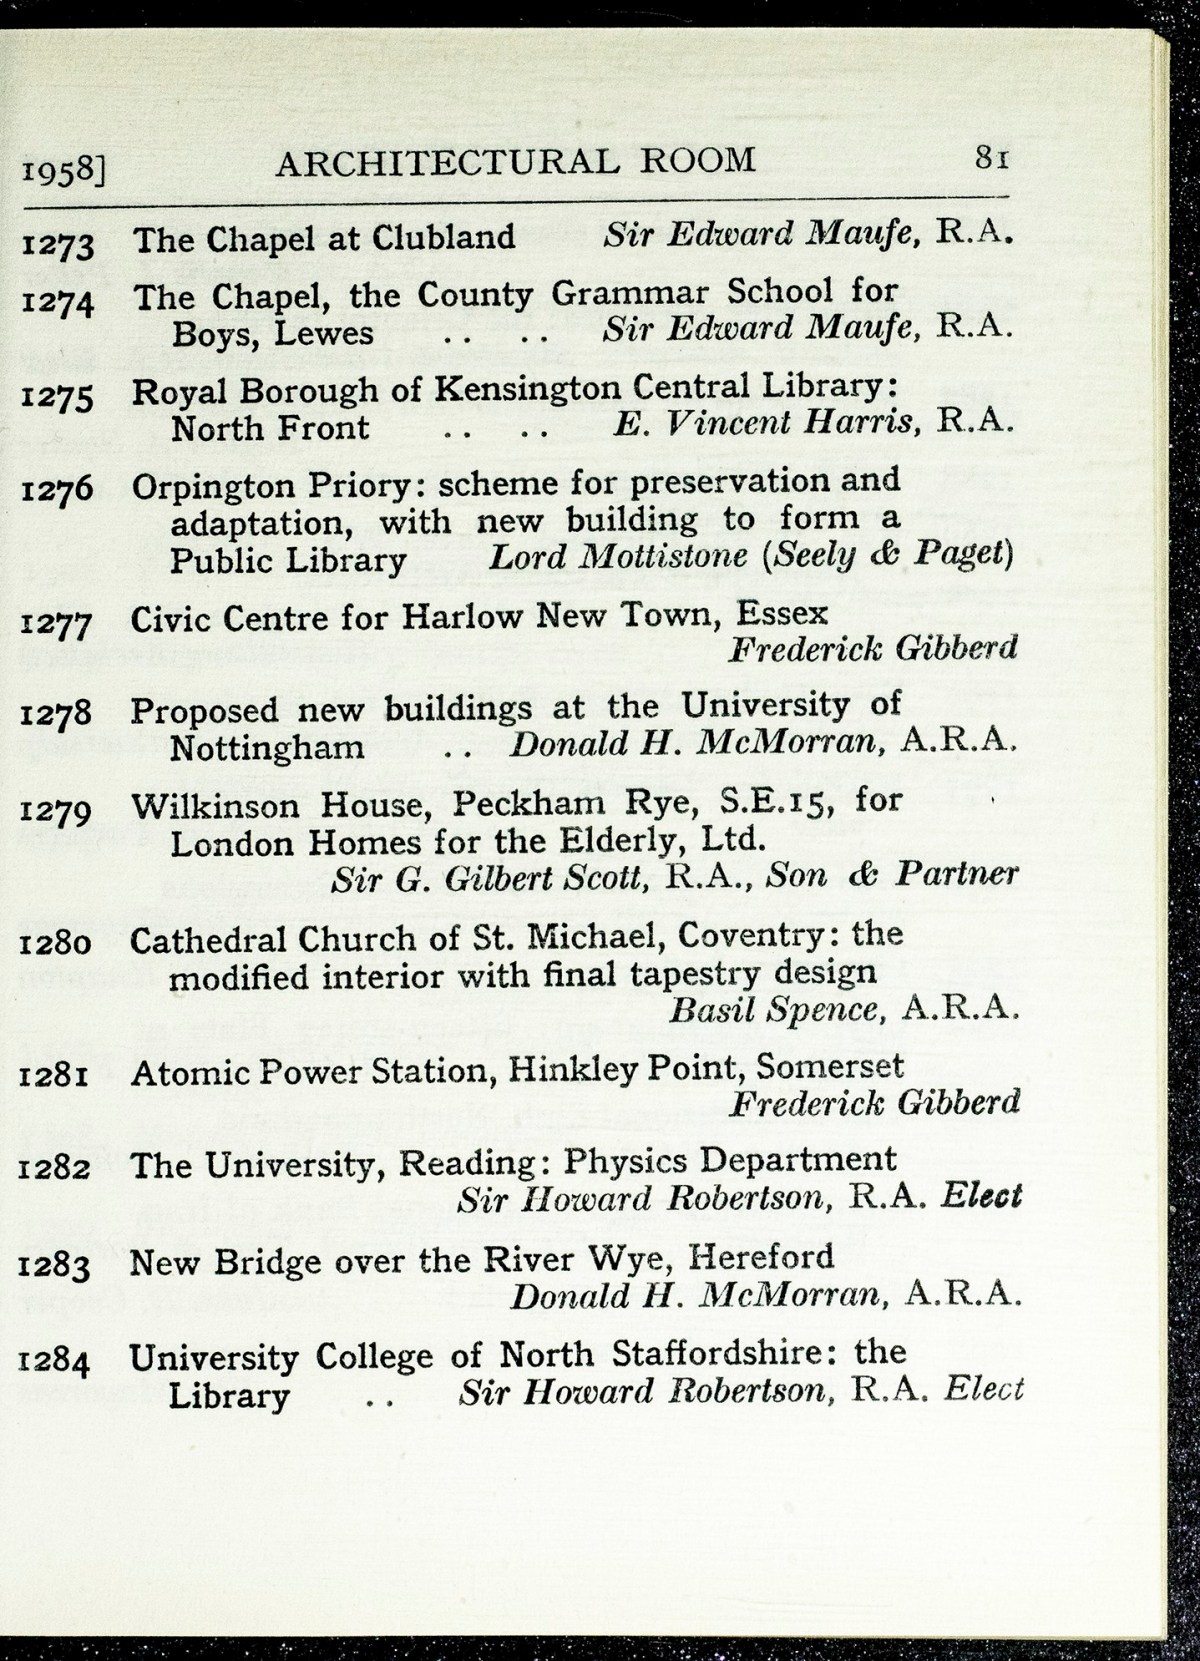 1958] ARCHITECTURAL ROOM 81
1273 The Chapel at Clubland Sir Edward Maufe, R.A.
1274 The Chapel, the County Grammar School for
Boys, Lewes .. .. Sir Edward Maufe, R.A.
1275 Royal Borough of Kensington Central Library:
North Front .. .. E. Vincent Harris, R.A.
1276 Orpington Priory: scheme for preservation and
adaptation, with new building to form a
Public Library Lord Mottistone (Seely & Paget)
1277 Civic Centre for Harlow New Town, Essex
Frederick Gibberd
1278 Proposed new buildings at the University of
Nottingham .. Donald H. McMorran, A.R.A.
1279 Wilkinson House, Peckham Rye, S.E.15, for
London Homes for the Elderly, Ltd.
Sir G. Gilbert Scott, R.A., Son & Partner
1280 Cathedral Church of St. Michael, Coventry: the
modified interior with final tapestry design
Basil Spence, A.R.A.
1281 Atomic Power Station, Hinkley Point, Somerset
Frederick Gibberd
1282 The University, Reading: Physics Department
Sir Howard Robertson, R.A. Elect
1283 New Bridge over the River Wye, Hereford
Donald H. McMorran, A.R.A.
1284 University College of North Staffordshire: the
Library .. Sir Howard Robertson, R.A. Elect